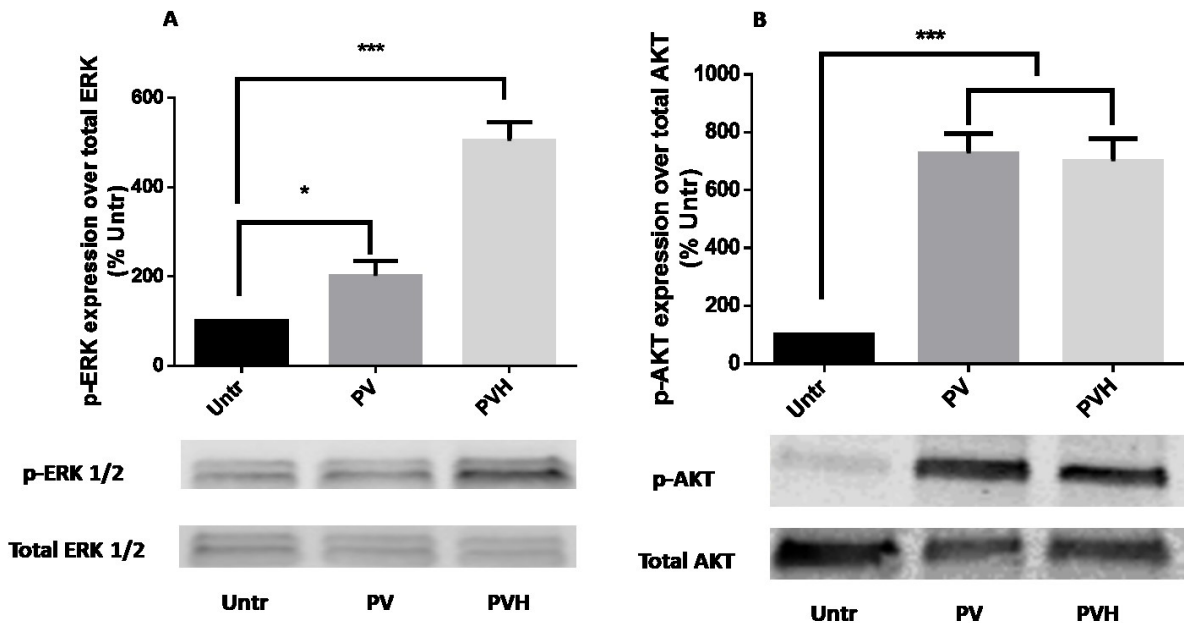 A
p-ERK expression over total ERK
(% Untr)
600
400
200
0
***
*
Untr
PV
PVH
p-ERK 1/2
Total ERK 1/2
Untr
PV
PVH
B
p-AKT expression over total AKT
(% Untr)
1000
800
600
400
200
0
***
Untr
PV
PVH
p-AKT
Total AKT
Untr
PV
PVH